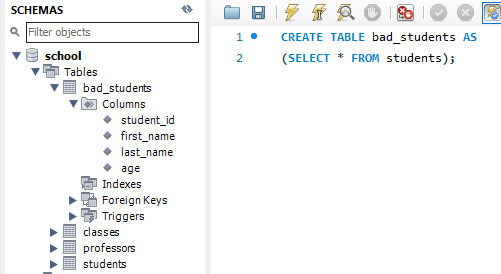 SCHEMAS
Filter objects
school
Tables
bad_students
Columns
student_id
first_name
last_name
age
Indexes
Foreign Keys
Triggers
classes
professors
students
1 CREATE TABLE bad_students AS
2 (SELECT * FROM students);